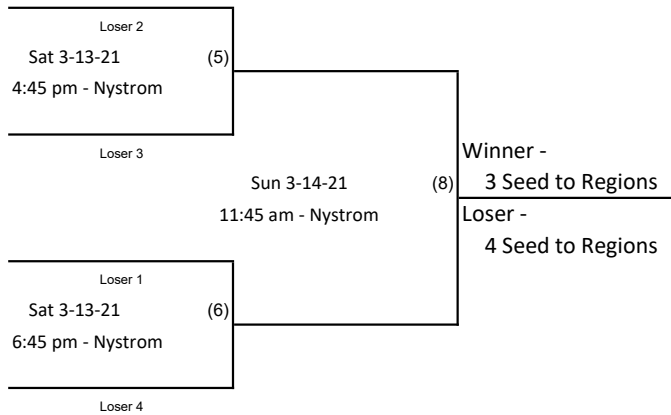 Loser 2
Sat 3-13-21 (5)
4:45 pm - Nystrom
Loser 3
Winner -
Sun 3-14-21 (8)
3 Seed to Regions
11:45 am - Nystrom
Loser -
4 Seed to Regions
Loser 1
Sat 3-13-21 (6)
6:45 pm - Nystrom
Loser 4